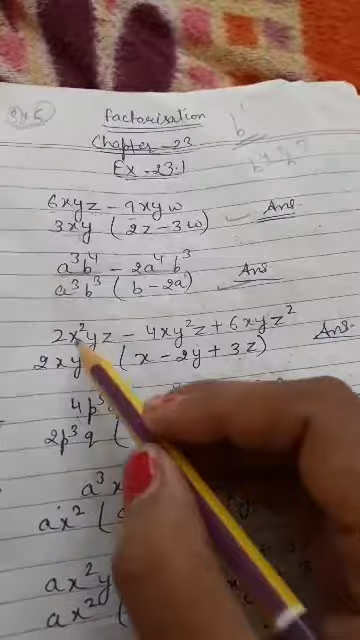 Factorisation
Chapter - 23
Ex - 23.1
6xyz - 9xyw
3xy ( 2z - 3w ) Ans
a³b⁴ - 2a⁴b³
a³b³ ( b - 2a ) Ans
2x²yz - 4xy²z + 6xyz²
2xy ( x - 2y + 3z ) Ans
4p³
2p³q (
a³x
ax² (
ax²y
ax² (